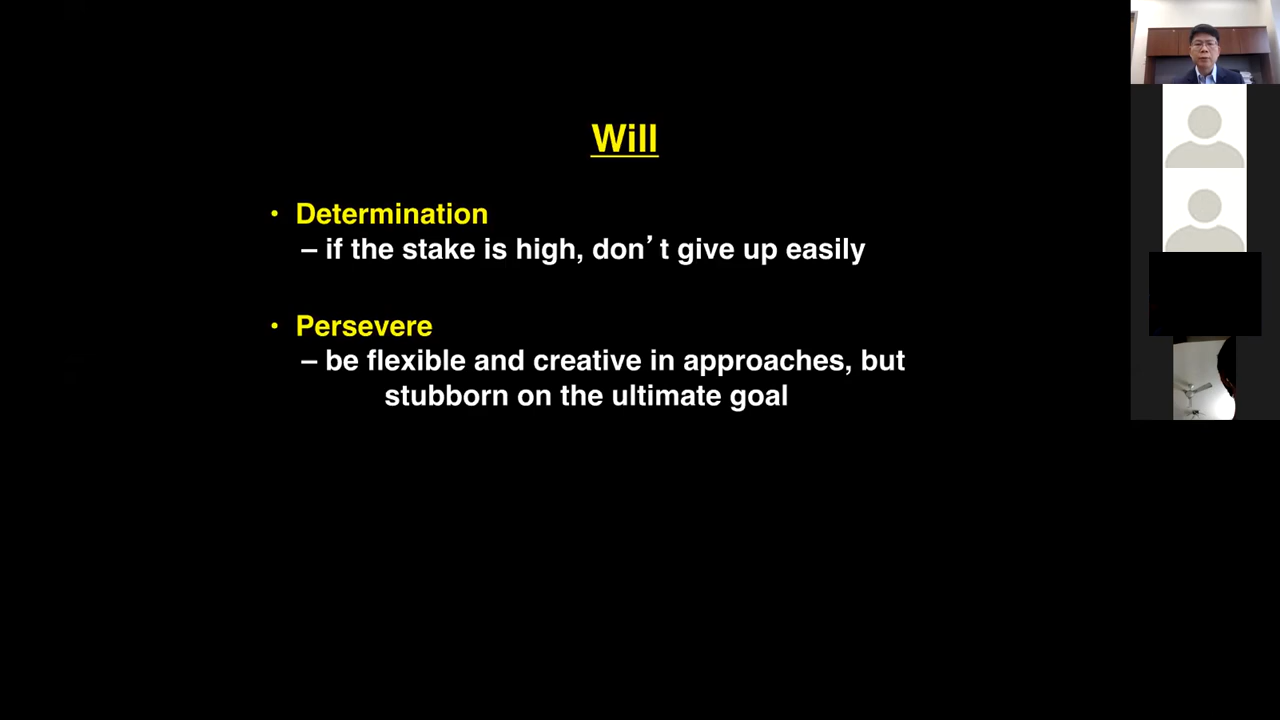 Will
• Determination
– if the stake is high, don’t give up easily
• Persevere
– be flexible and creative in approaches, but
stubborn on the ultimate goal